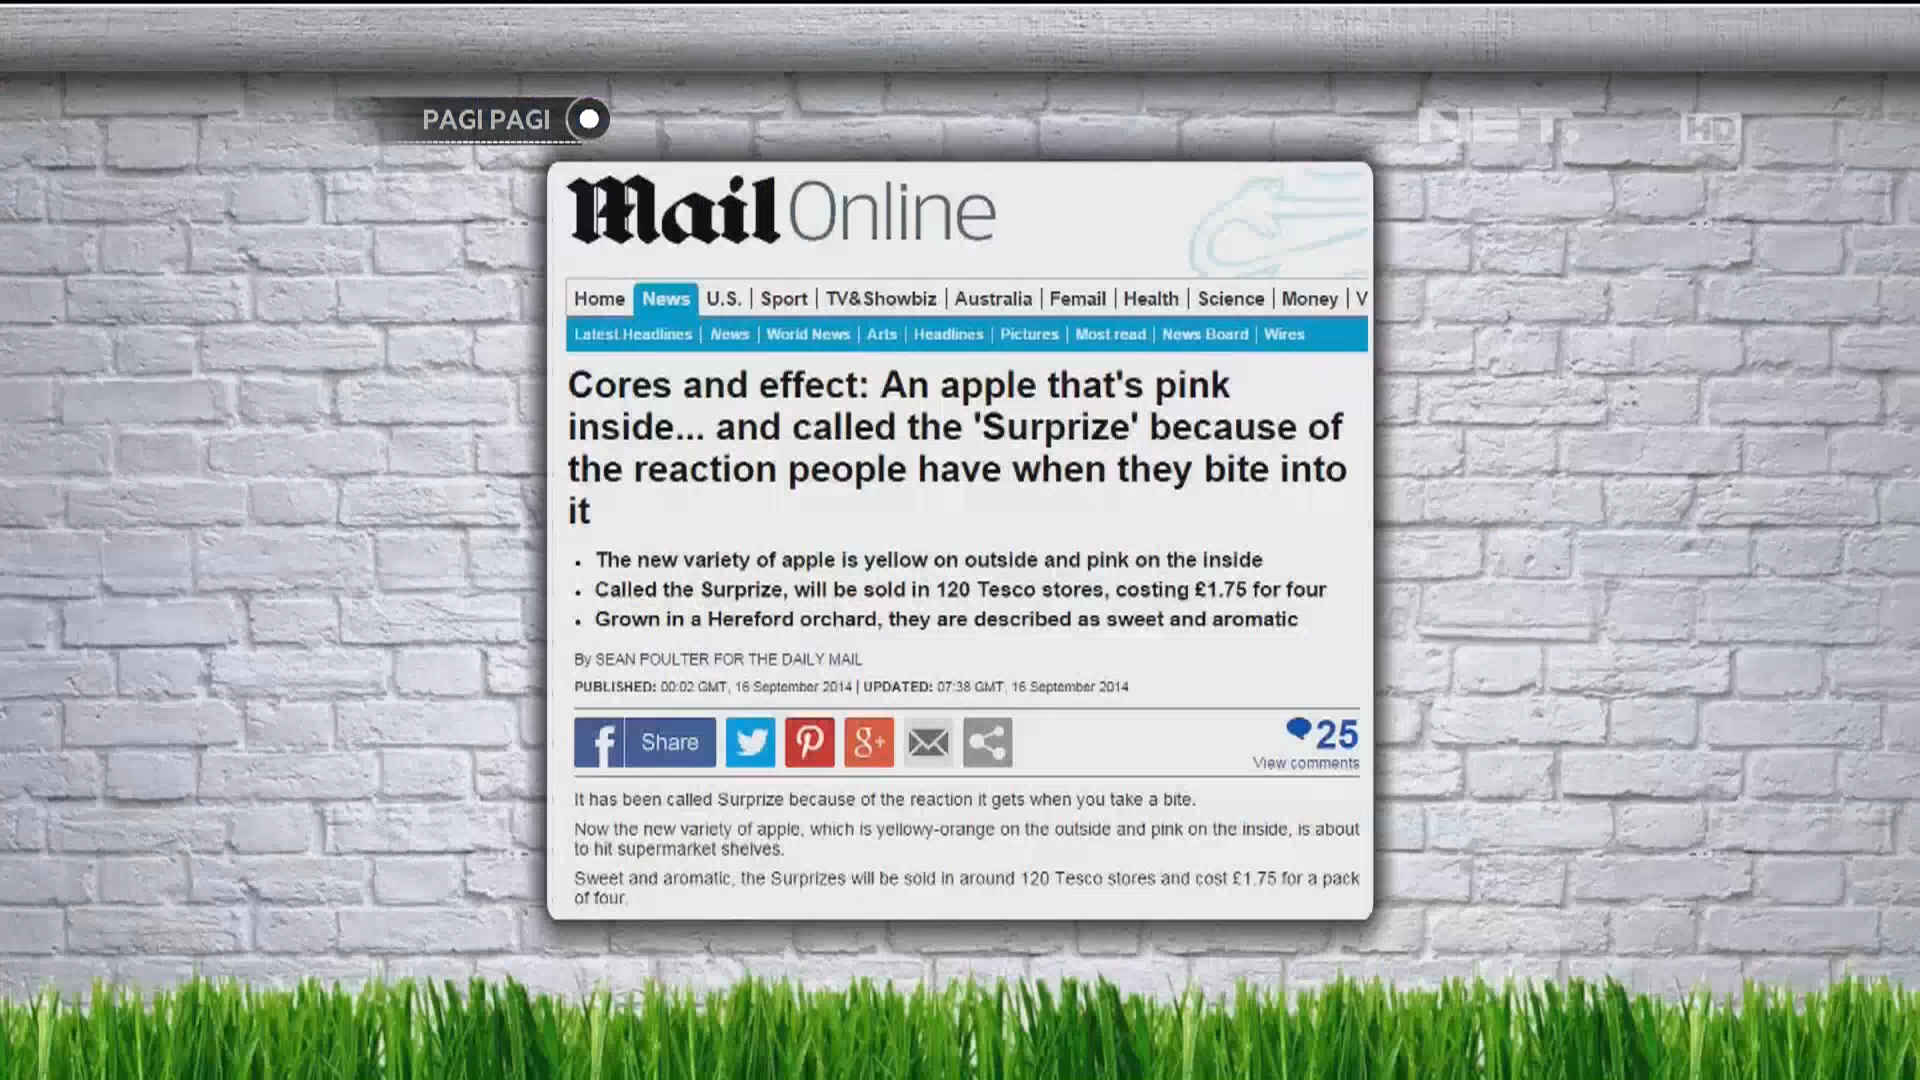 PAGI PAGI
NET.
HD
Mail Online
Home News U.S. Sport TV&Showbiz Australia Femail Health Science Money V
Latest Headlines News World News Arts Headlines Pictures Most read News Board Wires
Cores and effect: An apple that's pink
inside... and called the 'Surprize' because of
the reaction people have when they bite into
it
• The new variety of apple is yellow on outside and pink on the inside
• Called the Surprize, will be sold in 120 Tesco stores, costing £1.75 for four
• Grown in a Hereford orchard, they are described as sweet and aromatic
By SEAN POULTER FOR THE DAILY MAIL
PUBLISHED: 00:02 GMT, 16 September 2014 | UPDATED: 07:38 GMT, 16 September 2014
f Share
g+
25
View comments
It has been called Surprize because of the reaction it gets when you take a bite.
Now the new variety of apple, which is yellowy-orange on the outside and pink on the inside, is about
to hit supermarket shelves.
Sweet and aromatic, the Surprizes will be sold in around 120 Tesco stores and cost £1.75 for a pack
of four.